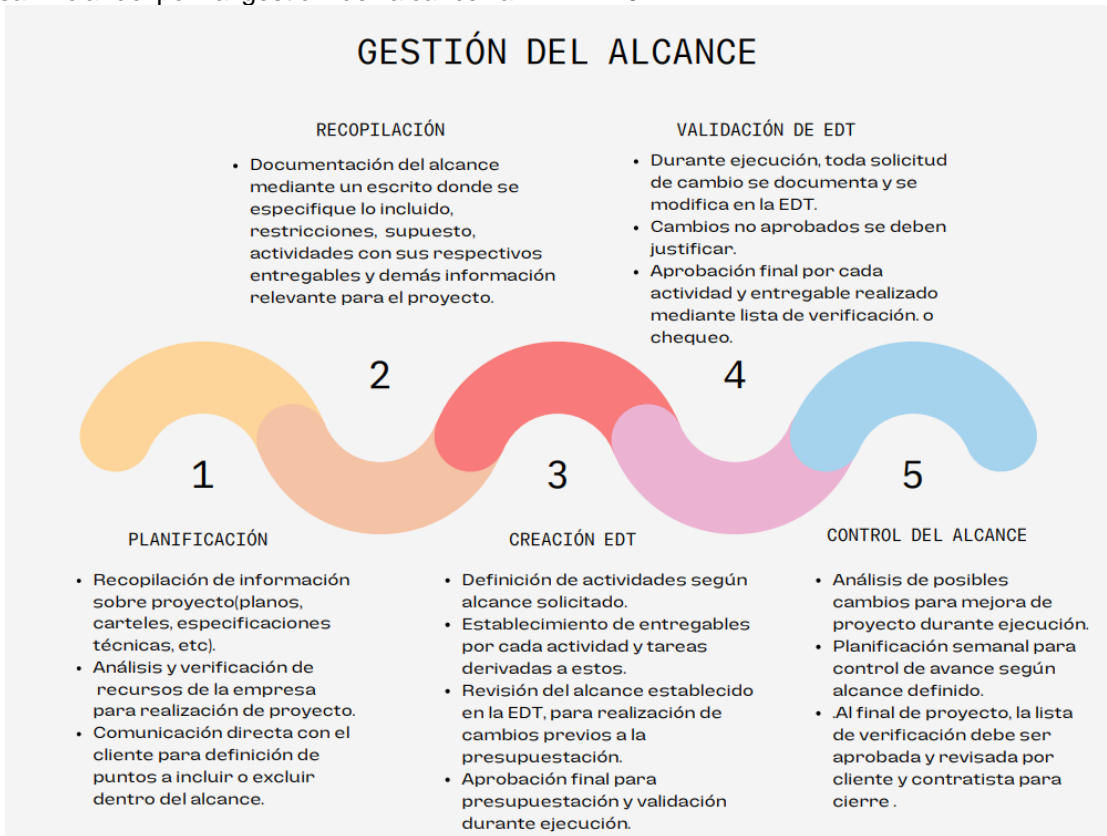 GESTIÓN DEL ALCANCE
RECOPILACIÓN
• Documentación del alcance
mediante un escrito donde se
especifique lo incluido,
restricciones, supuesto,
actividades con sus respectivos
entregables y demás información
relevante para el proyecto.
VALIDACIÓN DE EDT
• Durante ejecución, toda solicitud
de cambio se documenta y se
modifica en la EDT.
• Cambios no aprobados se deben
justificar.
• Aprobación final por cada
actividad y entregable realizado
mediante lista de verificación. o
chequeo.
2
4
1
3
5
PLANIFICACIÓN
• Recopilación de información
sobre proyecto(planos,
carteles, especificaciones
técnicas, etc).
• Análisis y verificación de
recursos de la empresa
para realización de proyecto.
• Comunicación directa con el
cliente para definición de
puntos a incluir o excluir
dentro del alcance.
CREACIÓN EDT
• Definición de actividades según
alcance solicitado.
• Establecimiento de entregables
por cada actividad y tareas
derivadas a estos.
• Revisión del alcance establecido
en la EDT, para realización de
cambios previos a la
presupuestación.
• Aprobación final para
presupuestación y validación
durante ejecución.
CONTROL DEL ALCANCE
• Análisis de posibles
cambios para mejora de
proyecto durante ejecución.
• Planificación semanal para
control de avance según
alcance definido.
• .Al final de proyecto, la lista
de verificación debe ser
aprobada y revisada por
cliente y contratista para
cierre .